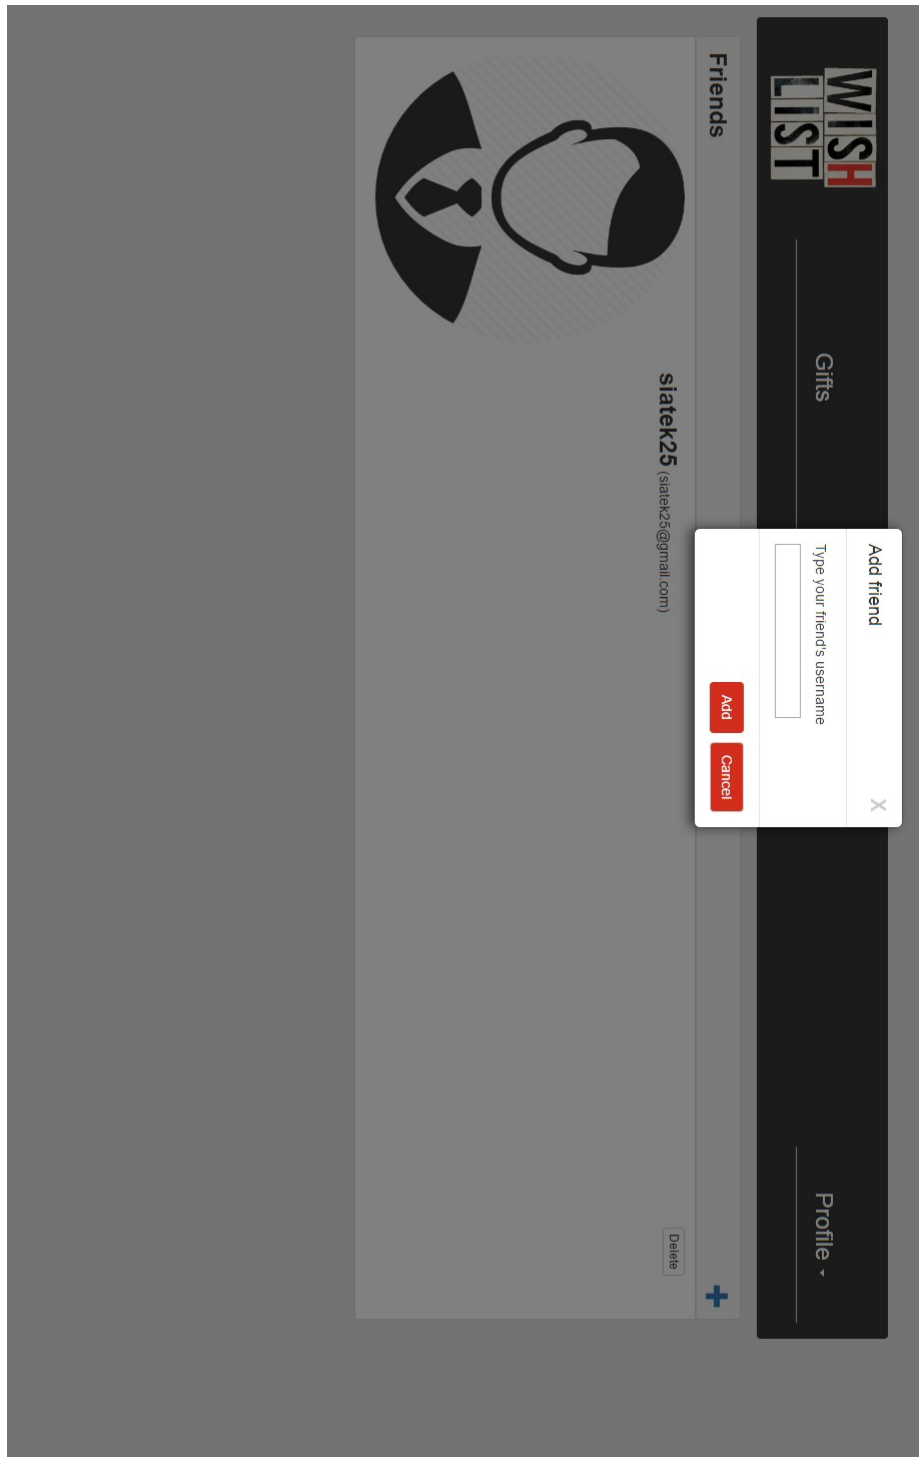 WISH
LIST
Gifts
Profile
Add friend
X
Type your friend's username
Add
Cancel
Friends
siatek25 (siatek25@gmail.com)
Delete